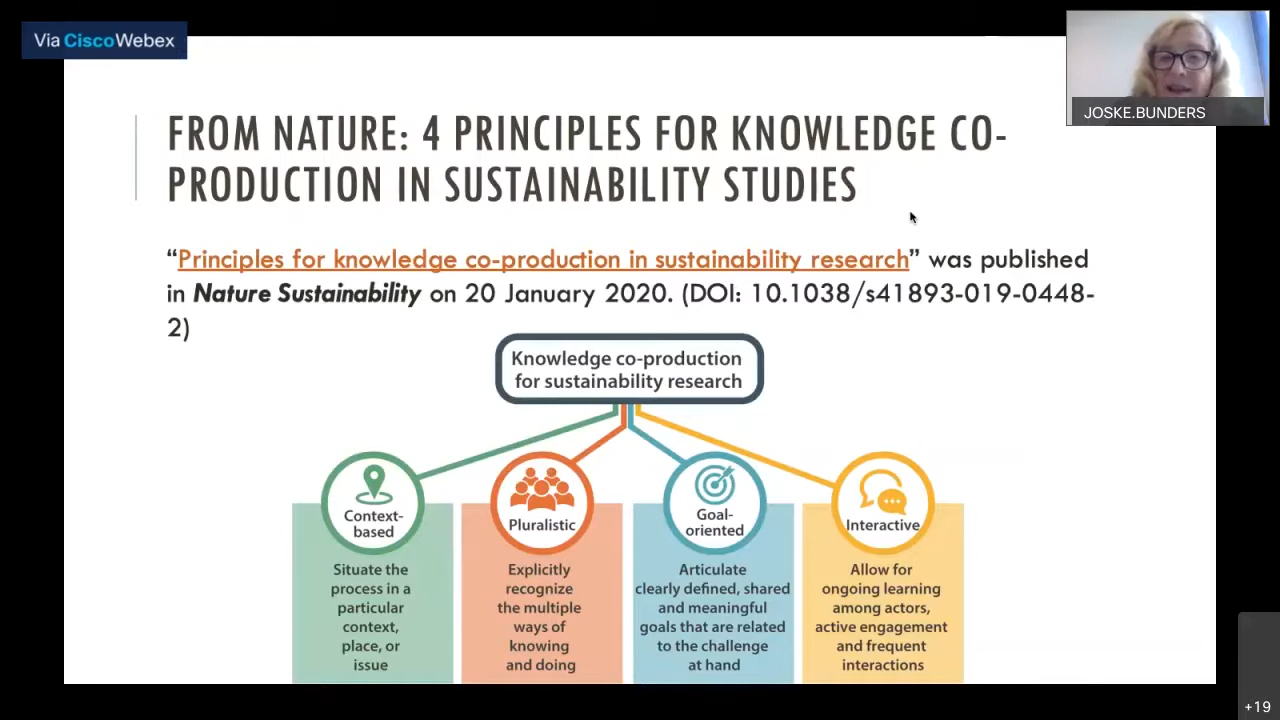 Via CiscoWebex
JOSKE.BUNDERS
FROM NATURE: 4 PRINCIPLES FOR KNOWLEDGE CO-
PRODUCTION IN SUSTAINABILITY STUDIES
“Principles for knowledge co-production in sustainability research” was published
in Nature Sustainability on 20 January 2020. (DOI: 10.1038/s41893-019-0448-
2)
Knowledge co-production
for sustainability research
Context-
based
Situate the
process in a
particular
context,
place, or
issue
Pluralistic
Explicitly
recognize
the multiple
ways of
knowing
and doing
Goal-
oriented
Articulate
clearly defined, shared
and meaningful
goals that are related
to the challenge
at hand
Interactive
Allow for
ongoing learning
among actors,
active engagement
and frequent
interactions
+19